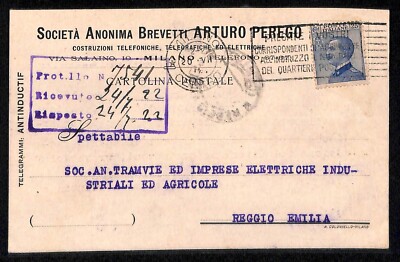 SOCIETÀ ANONIMA BREVETTI ARTURO PEREGO
COSTRUZIONI TELEFONICHE, TELEGRAFICHE ED ELETTRICHE
VIA SALAINO, 10 - MILANO
CARTOLINA POSTALE
CORRISPONDENTI
DEI QUARTIERI
TELEGRAMMI: ANTINDUCTIF
Protllo N. 7541
Ricevuto 24/7 22
Risposto 24-7-22
Spettabile
SOC.AN.TRAMVIE ED IMPRESE ELETTRICHE INDU-
STRIALI ED AGRICOLE
REGGIO EMILIA